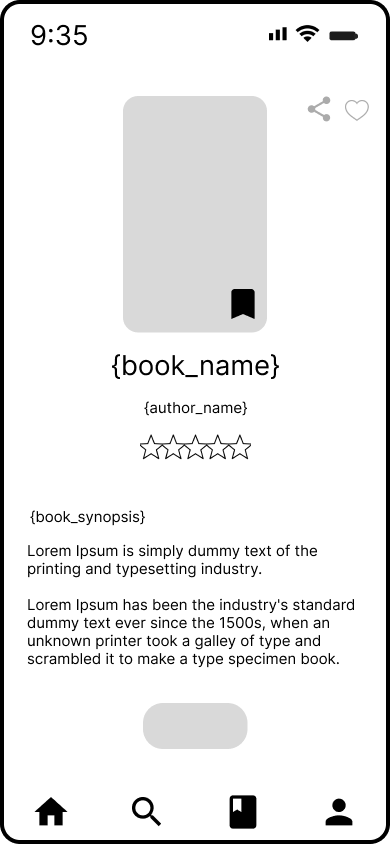 9:35
{book_name}
{author_name}
{book_synopsis}
Lorem Ipsum is simply dummy text of the
printing and typesetting industry.
Lorem Ipsum has been the industry's standard
dummy text ever since the 1500s, when an
unknown printer took a galley of type and
scrambled it to make a type specimen book.